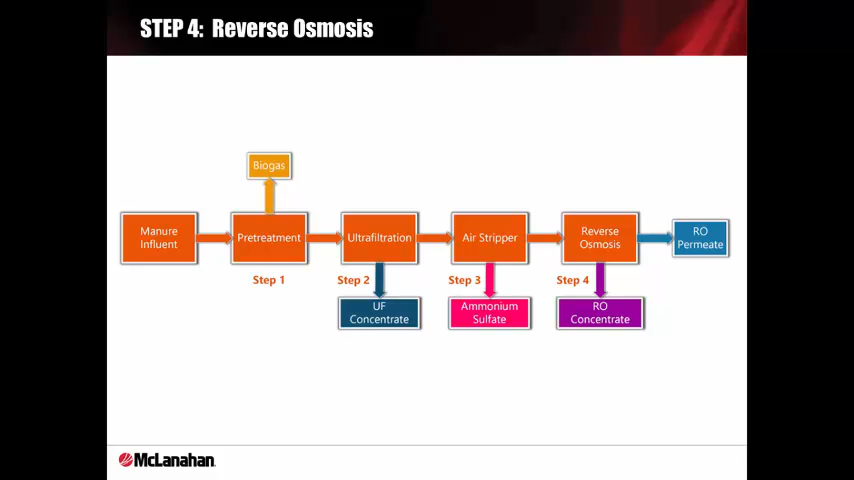 STEP 4: Reverse Osmosis
Biogas
Manure
Influent
Pretreatment
Ultrafiltration
Air Stripper
Reverse
Osmosis
RO
Permeate
Step 1
Step 2
Step 3
Step 4
UF
Concentrate
Ammonium
Sulfate
RO
Concentrate
McLanahan